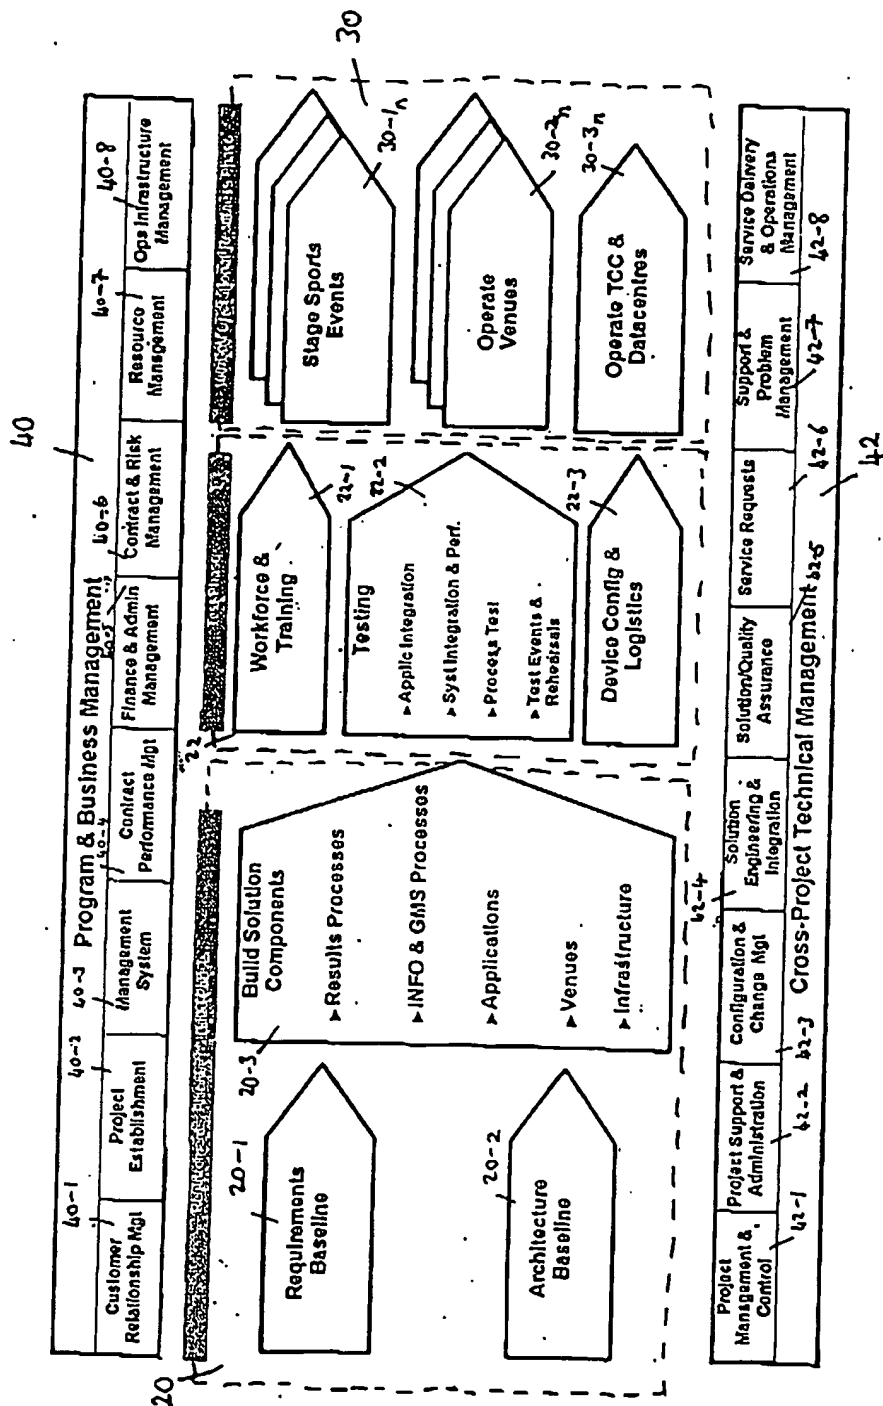 40
Program & Business Management
40-1
40-2
40-3
40-4
40-5
40-6
40-7
40-8
Customer
Relationship Mgt
Project
Establishment
Management
System
Contract
Performance Mgt
Finance & Admin
Management
Contract & Risk
Management
Resource
Management
Ops Infrastructure
Management
20
20-1
Requirements
Baseline
20-2
Architecture
Baseline
20-3
Build Solution
Components
➤ Results Processes
➤ INFO & GMS Processes
➤ Applications
➤ Venues
➤ Infrastructure
22
22-1
Workforce &
Training
22-2
Testing
➤ Applic Integration
➤ Syst Integration & Perf.
➤ Process Test
➤ Test Events &
Rehearsals
22-3
Device Config &
Logistics
30
30-1n
Stage Sports
Events
30-2n
Operate
Venues
30-3n
Operate TCC &
Datacentres
Project
Management &
Control
Project Support &
Administration
Configuration &
Change Mgt
Solution
Engineering &
Integration
Solution/Quality
Assurance
Service Requests
Support &
Problem
Management
Service Delivery
& Operations
Management
42-1
42-2
42-3
42-4
42-5
42-6
42-7
42-8
Cross-Project Technical Management
42